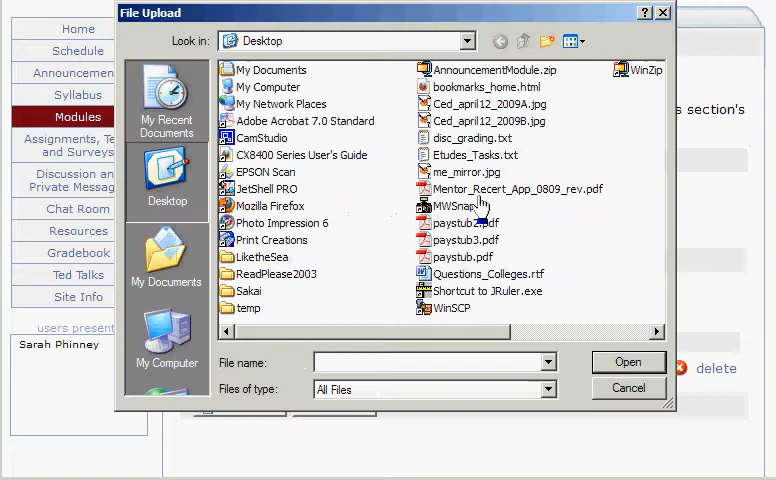 File Upload
Look in: Desktop
My Recent
Documents
Desktop
My Documents
My Computer
My Documents
My Computer
My Network Places
Adobe Acrobat 7.0 Standard
CamStudio
CX8400 Series User's Guide
EPSON Scan
JetShell PRO
Mozilla Firefox
Photo Impression 6
Print Creations
LiketheSea
ReadPlease2003
Sakai
temp
AnnouncementModule.zip
bookmarks_home.html
Ced_april12_2009A.jpg
Ced_april12_2009B.jpg
disc_grading.txt
Etudes_Tasks.txt
me_mirror.jpg
Mentor_Recert_App_0809_rev.pdf
MWSnap
paystub2.pdf
paystub3.pdf
paystub.pdf
Questions_Colleges.rtf
Shortcut to JRuler.exe
WinSCP
WinZip
File name:
Open
Files of type: All Files
Cancel
Home
Schedule
Announcemen
Syllabus
Modules
Assignments, Te
and Surveys
Discussion an
Private Messag
Chat Room
Resources
Gradebook
Ted Talks
Site Info
users present
Sarah Phinney
s section's
delete